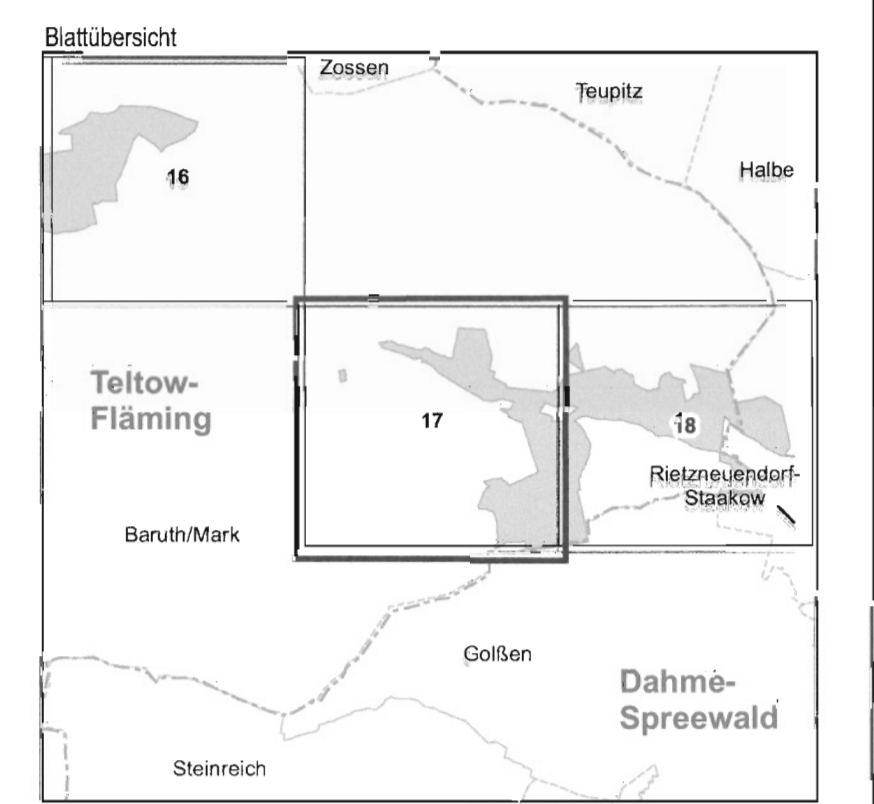 Blattübersicht
Zossen
Teupitz
Halbe
16
Teltow-
Fläming
17
18
Rietzneuendorf-
Staakow
Baruth/Mark
Golßen
Dahme-
Spreewald
Steinreich